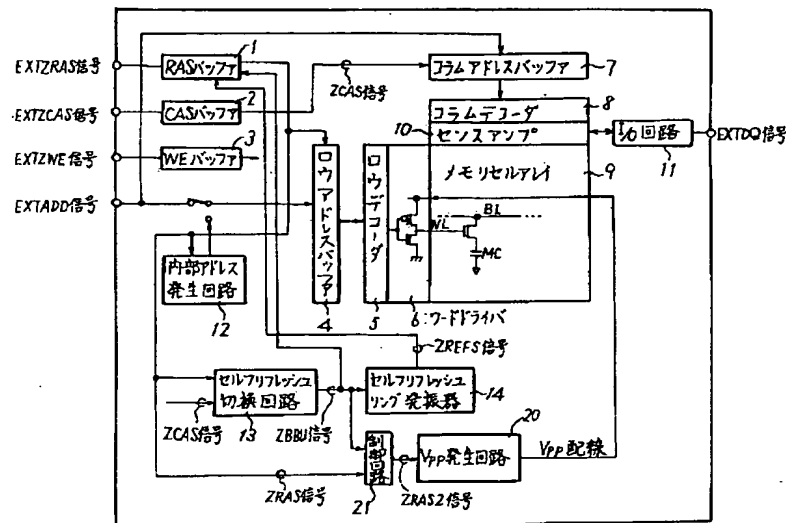 EXTZRAS信号
RASバッファ
1
EXTZCAS信号
CASバッファ
2
ZCAS信号
コラムアドレスバッファ
7
EXTZWE信号
WEバッファ
3
EXTADD信号
コラムデコーダ
8
10
センスアンプ
I/O回路
11
EXTDQ信号
メモリセルアレイ
9
ロウアドレスバッファ
4
ロウデコーダ
5
6:ワードドライバ
WL
BL
MC
内部アドレス
発生回路
12
ZREFS信号
セルフリフレッシュ
切換回路
13
ZCAS信号
ZBBU信号
セルフリフレッシュ
リング発振器
14
制御回路
21
ZRAS信号
ZRAS2信号
VPP発生回路
20
VPP配線